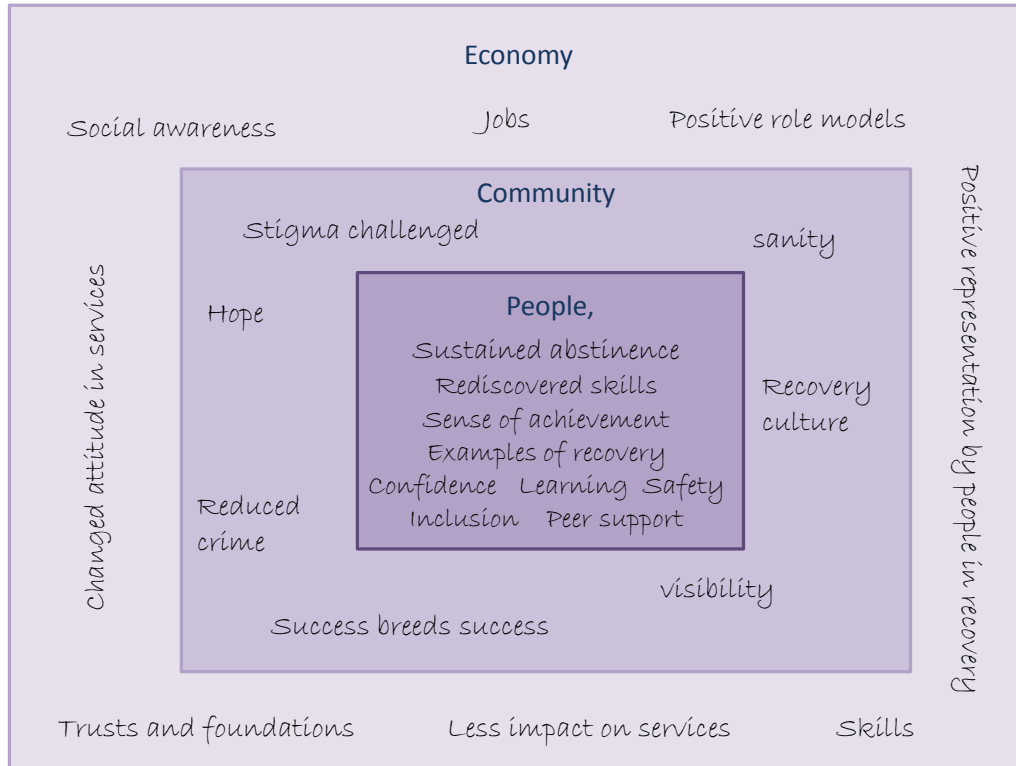 Economy
Social awareness
Jobs
Positive role models
Changed attitude in services
Positive representation by people in recovery
Community
Stigma challenged
sanity
Hope
Recovery
culture
Reduced
crime
visibility
Success breeds success
People,
Sustained abstinence
Rediscovered skills
Sense of achievement
Examples of recovery
Confidence Learning Safety
Inclusion Peer support
Trusts and foundations
Less impact on services
Skills